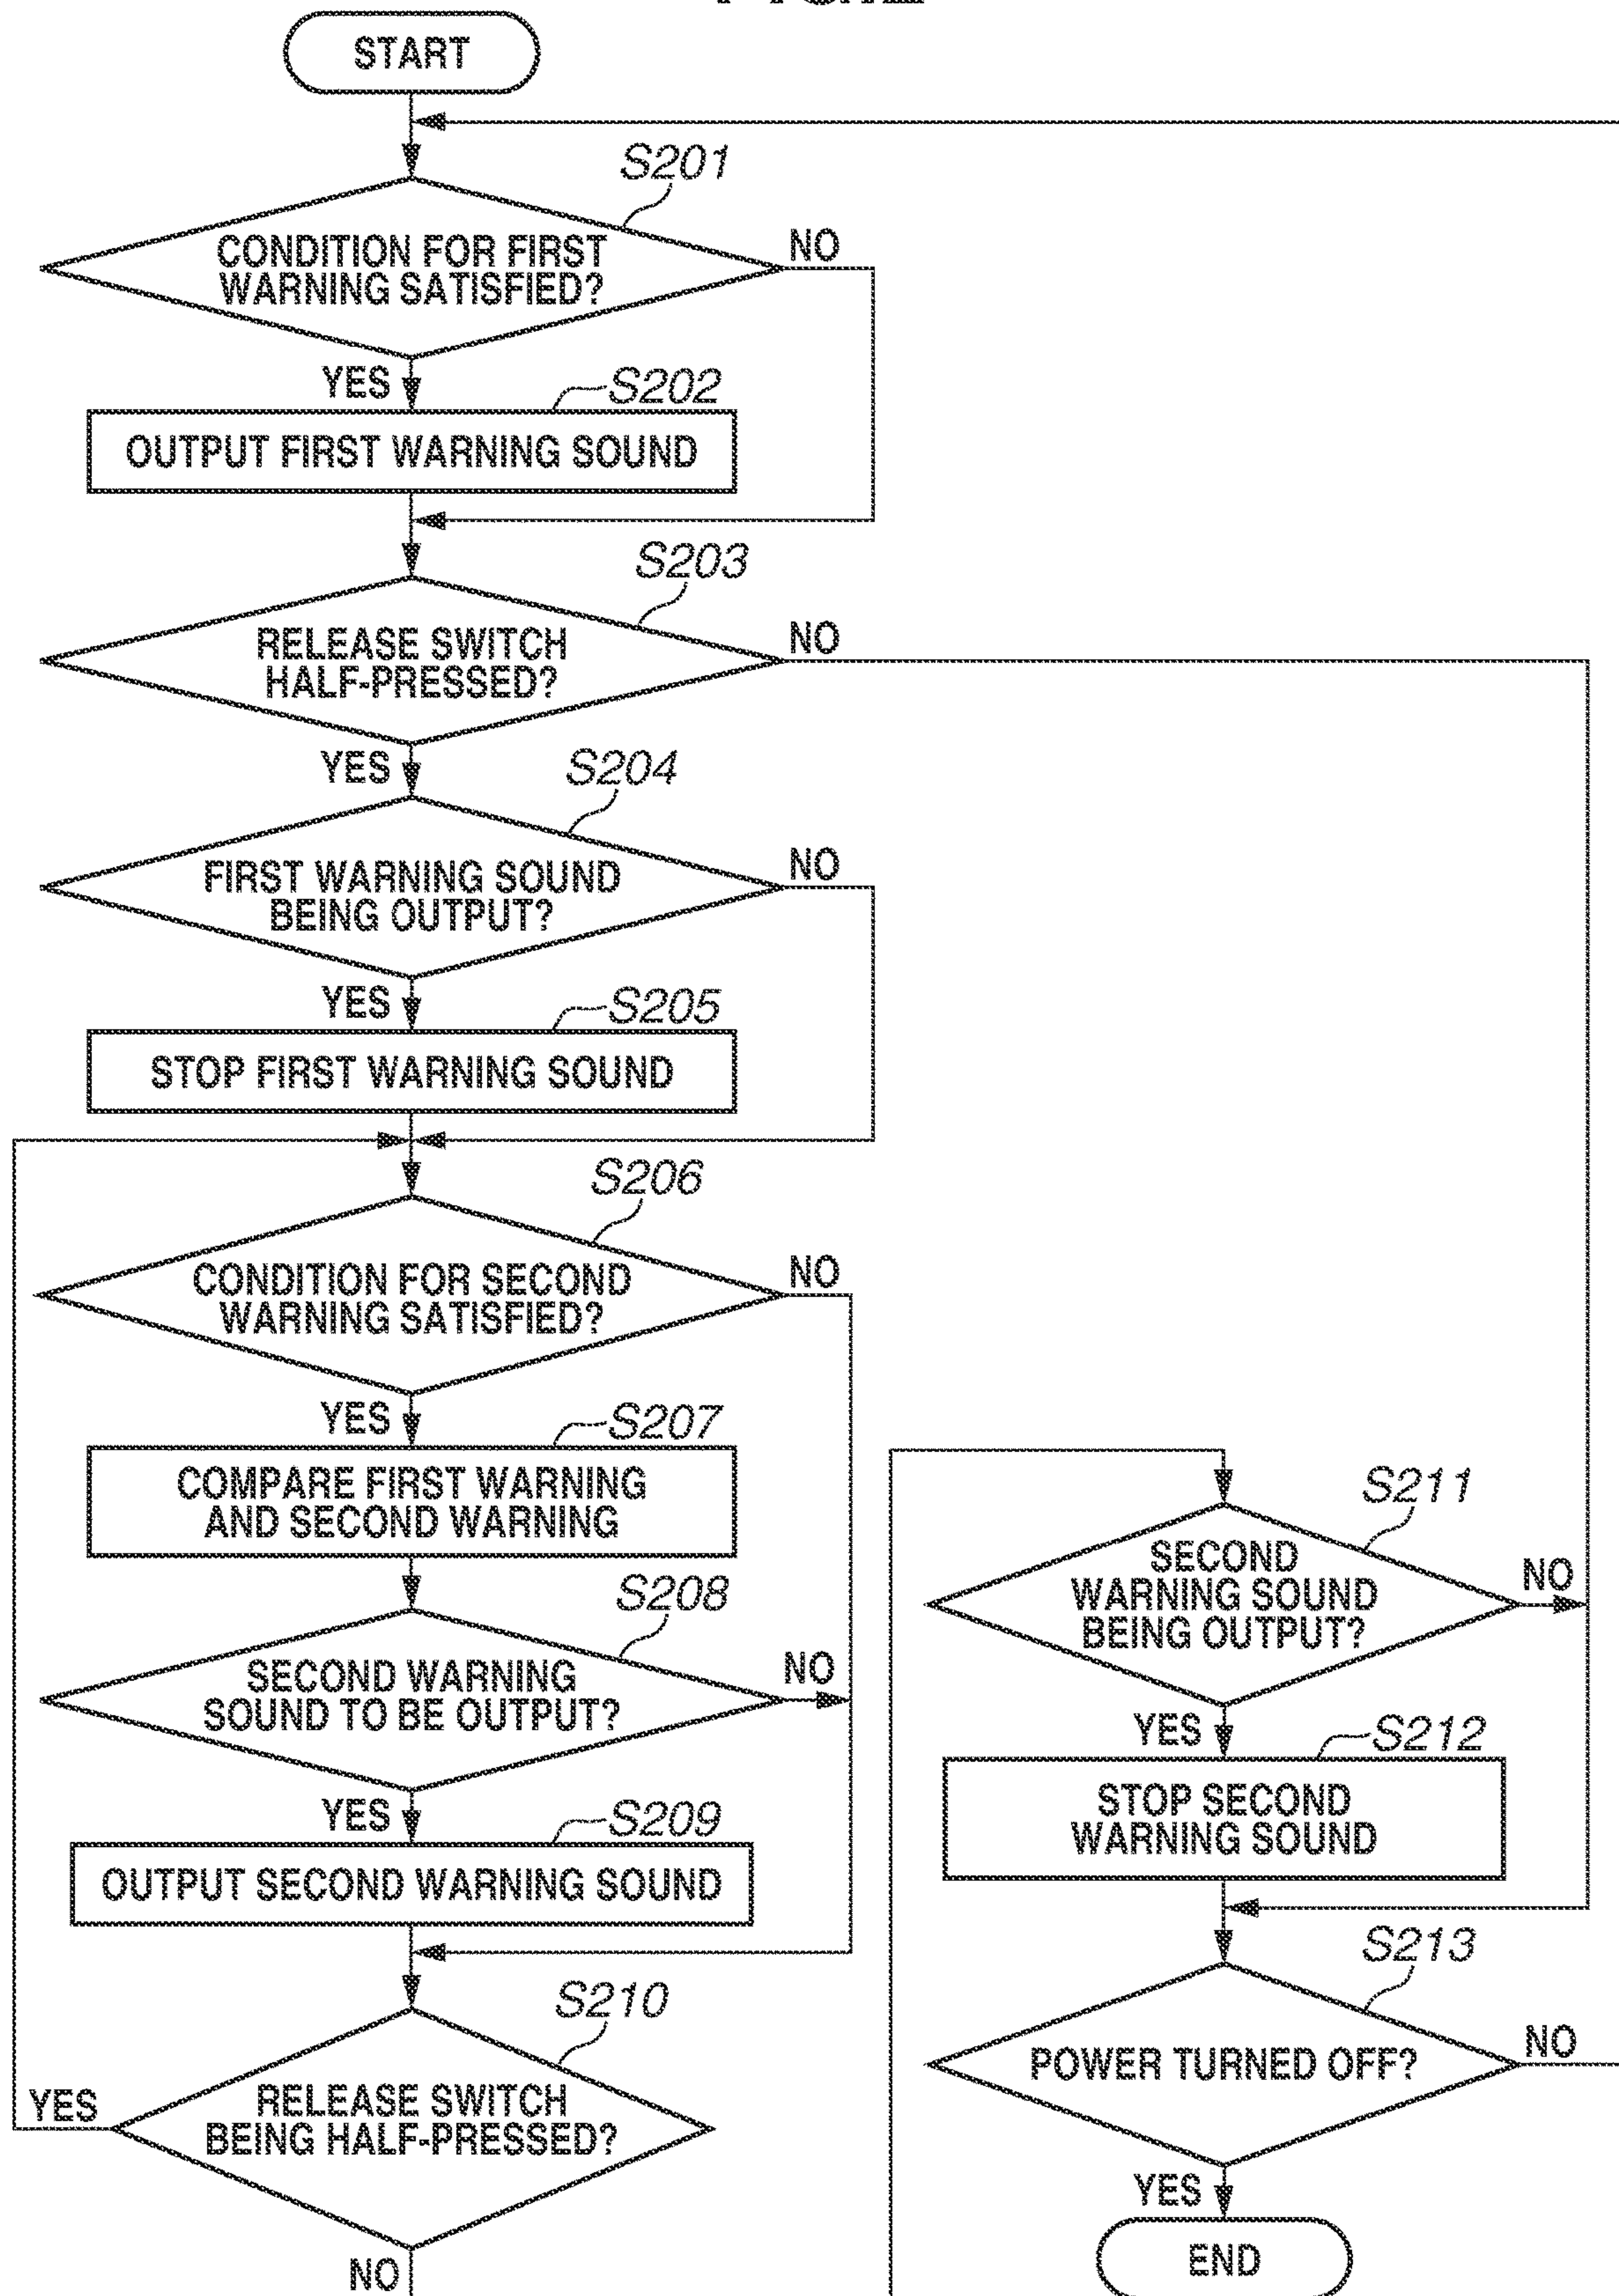 START
S201
CONDITION FOR FIRST
WARNING SATISFIED?
NO
YES
S202
OUTPUT FIRST WARNING SOUND
S203
RELEASE SWITCH
HALF-PRESSED?
NO
YES
S204
FIRST WARNING SOUND
BEING OUTPUT?
NO
YES
S205
STOP FIRST WARNING SOUND
S206
CONDITION FOR SECOND
WARNING SATISFIED?
NO
YES
S207
COMPARE FIRST WARNING
AND SECOND WARNING
S208
SECOND WARNING
SOUND TO BE OUTPUT?
NO
YES
S209
OUTPUT SECOND WARNING SOUND
S210
RELEASE SWITCH
BEING HALF-PRESSED?
YES
NO
S211
SECOND
WARNING SOUND
BEING OUTPUT?
NO
YES
S212
STOP SECOND
WARNING SOUND
S213
POWER TURNED OFF?
NO
YES
END